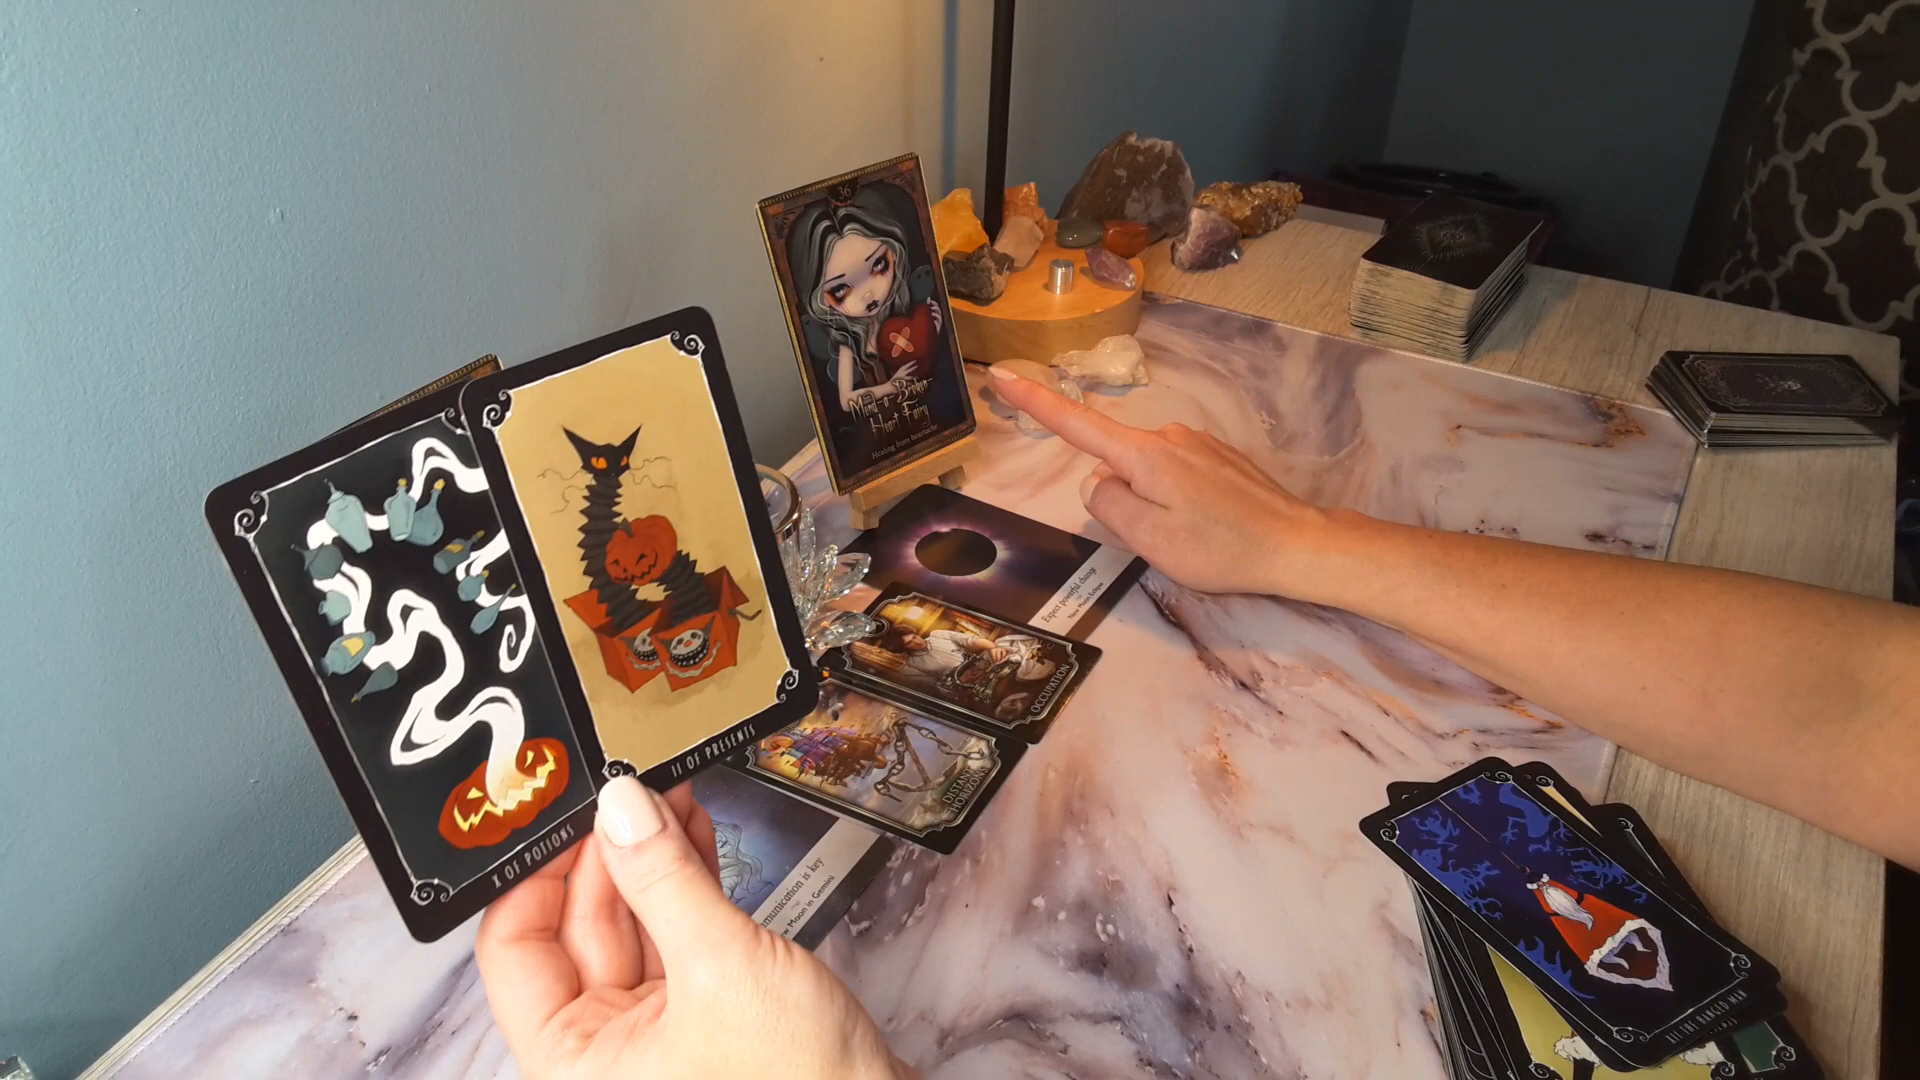 36
Mend-a-Broken-
Heart Fairy
Healing from heartache
X OF POTIONS
II OF PRESENTS
Expect powerful change
New Moon Eclipse
OCCUPATION
DISTANT
HORIZONS
munication is key
Moon in Gemini
XII THE HANGED MAN